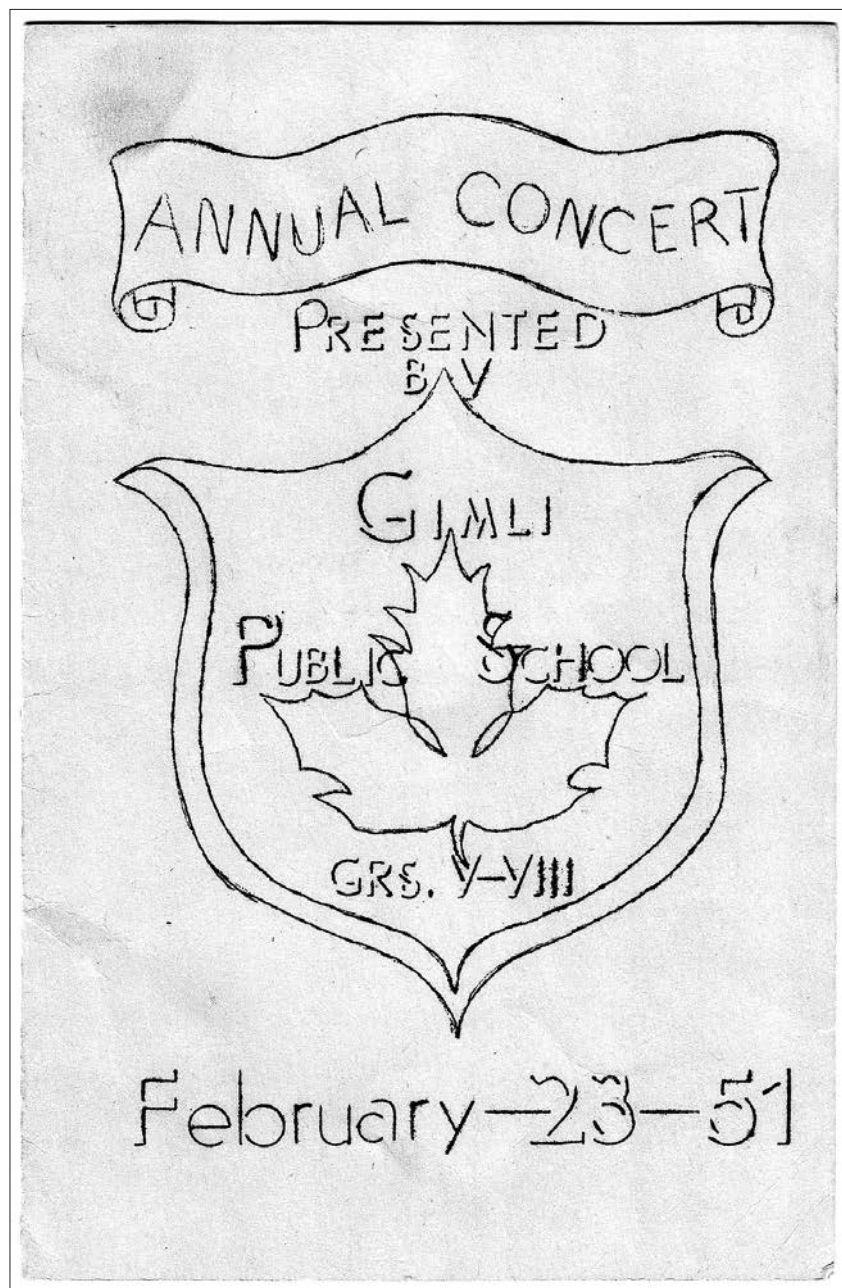 ANNUAL CONCERT
PRESENTED
BY
GIMLI
PUBLIC SCHOOL
GRS. V-VIII
February-23-51